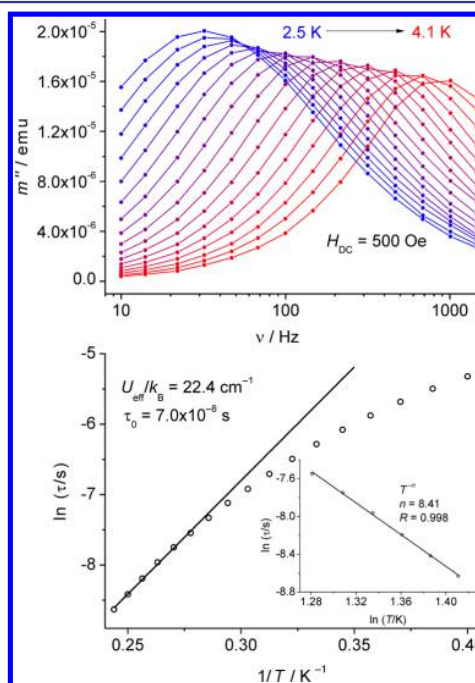 2.5 K 4.1 K
2.0x10⁻⁵
1.6x10⁻⁵
1.2x10⁻⁵
8.0x10⁻⁶
4.0x10⁻⁶
0.0
m'' / emu
H_DC = 500 Oe
10 100 1000
ν / Hz
U_eff/k_B = 22.4 cm⁻¹
τ₀ = 7.0x10⁻⁸ s
-5
-6
-7
-8
ln (τ/s)
T⁻ⁿ
n = 8.41
R = 0.998
-7.6
-8.0
-8.4
-8.8
ln (τ/s)
1.28 1.32 1.36 1.40
ln (T/K)
0.25 0.30 0.35 0.40
1/T / K⁻¹